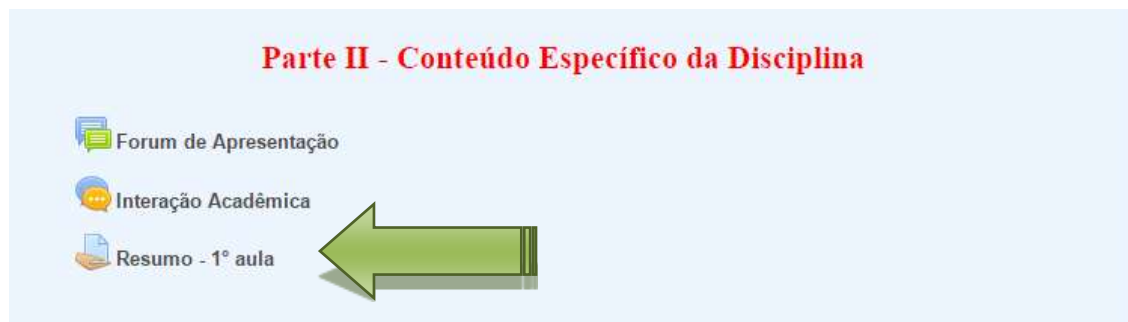 Parte II - Conteúdo Específico da Disciplina
Forum de Apresentação
Interação Acadêmica
Resumo - 1° aula